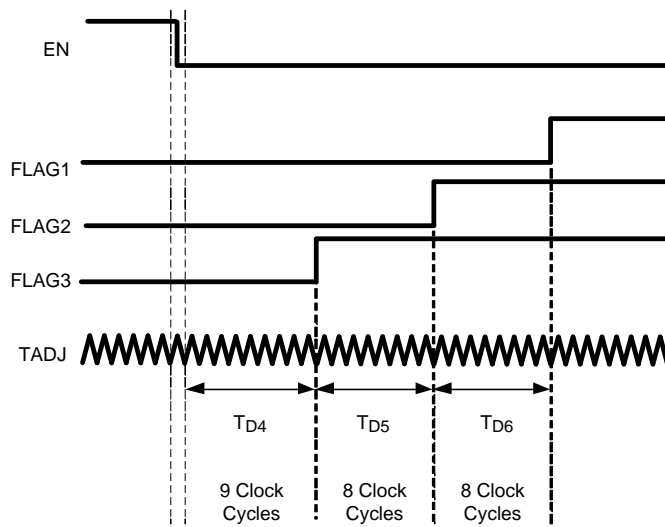 EN
FLAG1
FLAG2
FLAG3
TADJ
TD4 TD5 TD6
9 Clock 8 Clock 8 Clock
Cycles Cycles Cycles